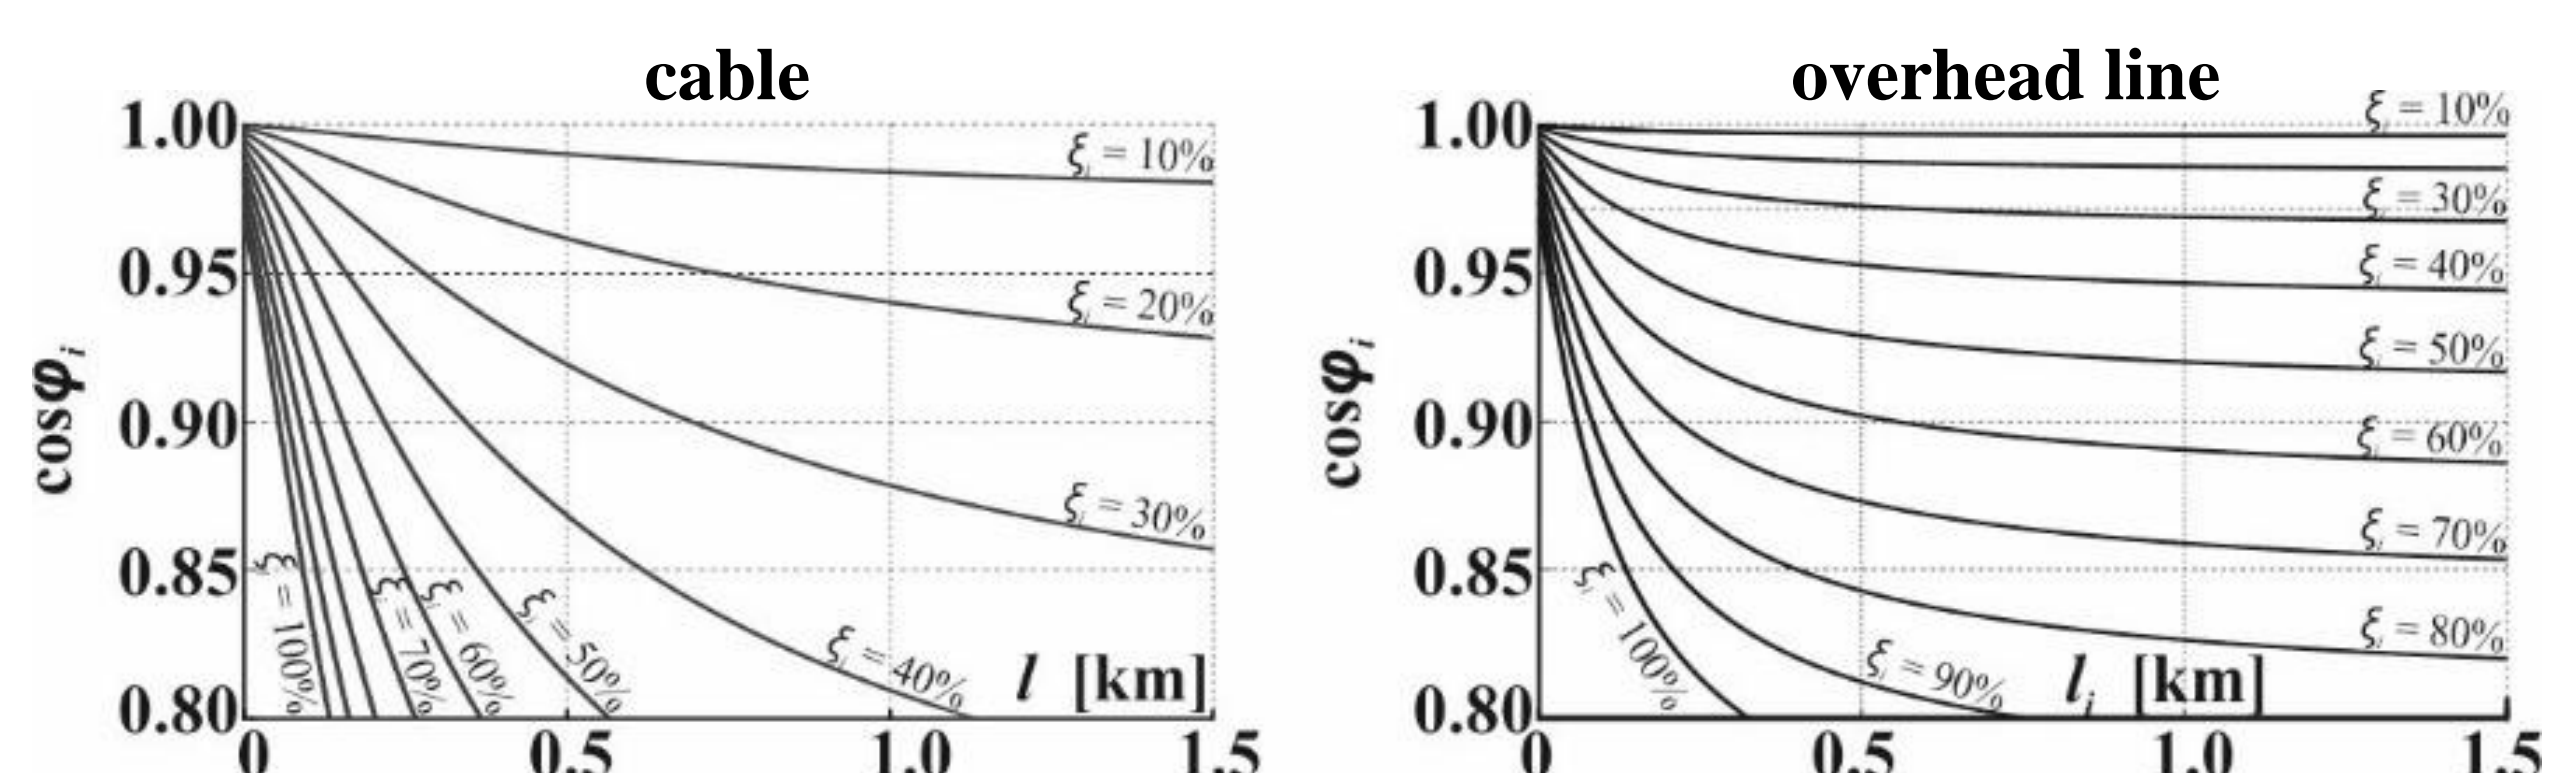 cable
1.00
0.95
0.90
0.85
0.80
cosφi
ξi = 10%
ξi = 20%
ξi = 30%
ξi = 40%
ξi = 50%
ξi = 60%
ξi = 70%
ξi = 100%
l [km]
0 0.5 1.0 1.5
overhead line
1.00
0.95
0.90
0.85
0.80
cosφi
ξi = 10%
ξi = 30%
ξi = 40%
ξi = 50%
ξi = 60%
ξi = 70%
ξi = 80%
ξi = 90%
ξi = 100%
li [km]
0 0.5 1.0 1.5